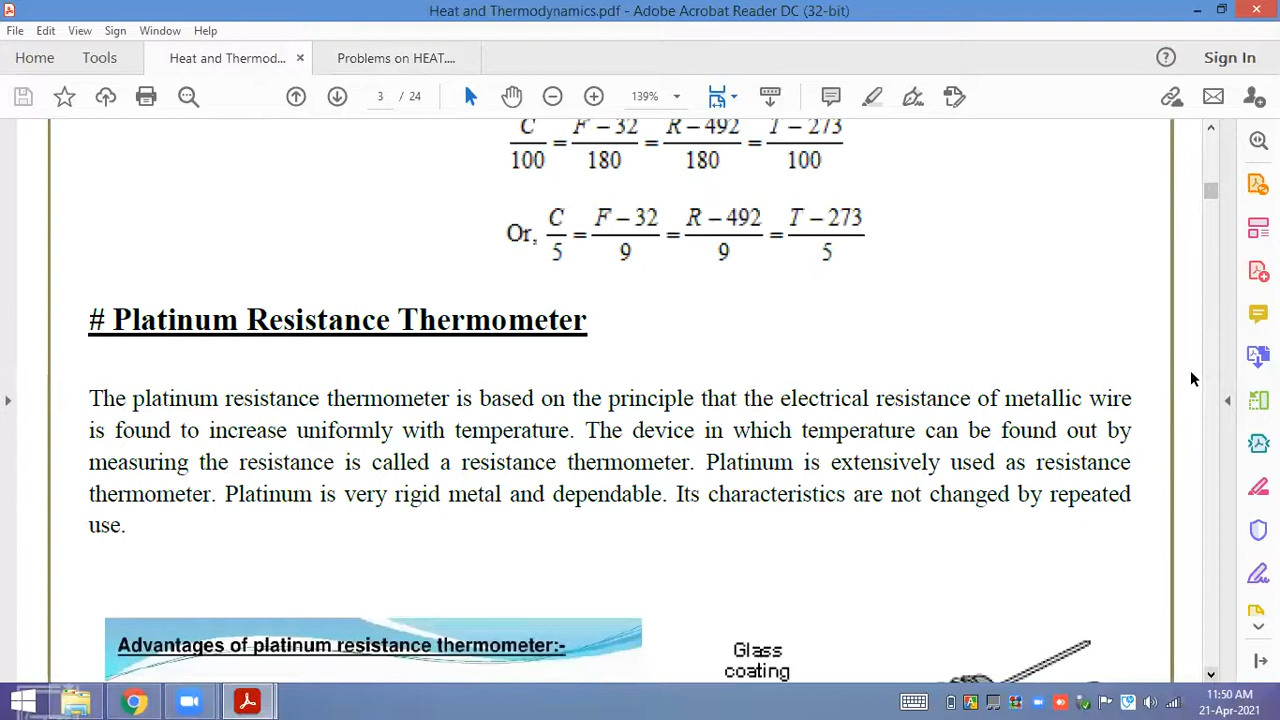 Heat and Thermodynamics.pdf - Adobe Acrobat Reader DC (32-bit)
File Edit View Sign Window Help
Home Tools Heat and Thermod... × Problems on HEAT.... Sign In
3 / 24 139%
C/100 = F – 32/180 = R – 492/180 = T – 273/100
Or, C/5 = F – 32/9 = R – 492/9 = T – 273/5
# Platinum Resistance Thermometer
The platinum resistance thermometer is based on the principle that the electrical resistance of metallic wire
is found to increase uniformly with temperature. The device in which temperature can be found out by
measuring the resistance is called a resistance thermometer. Platinum is extensively used as resistance
thermometer. Platinum is very rigid metal and dependable. Its characteristics are not changed by repeated
use.
Advantages of platinum resistance thermometer:-
Glass
coating
11:50 AM
21-Apr-2021